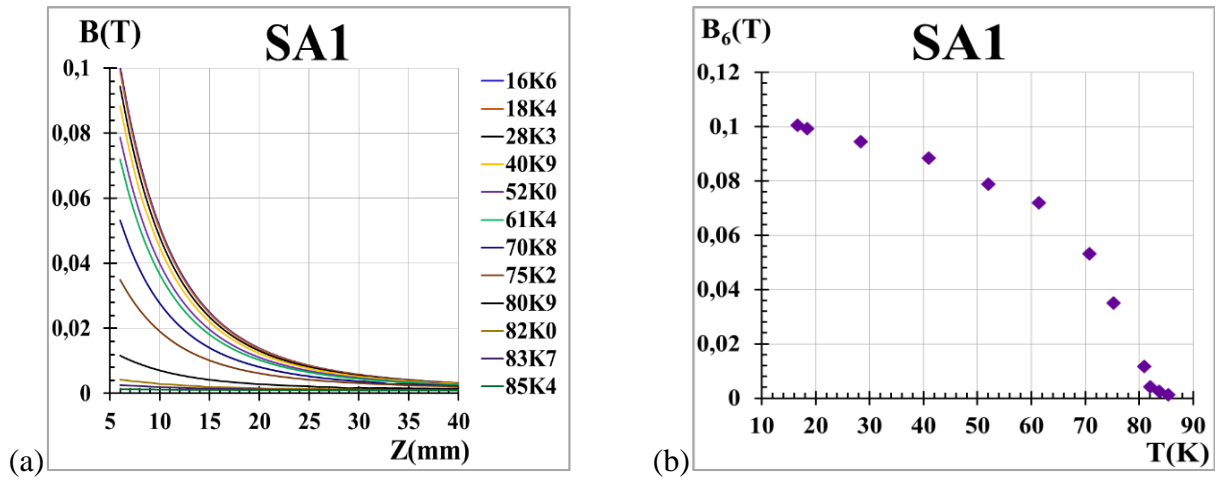 B(T)
SA1
0,1
0,08
0,06
0,04
0,02
0
5
10
15
20
25
30
35
40
Z(mm)
16K6
18K4
28K3
40K9
52K0
61K4
70K8
75K2
80K9
82K0
83K7
85K4
(a)
B₆(T)
SA1
0,12
0,1
0,08
0,06
0,04
0,02
0
10
20
30
40
50
60
70
80
90
T(K)
(b)